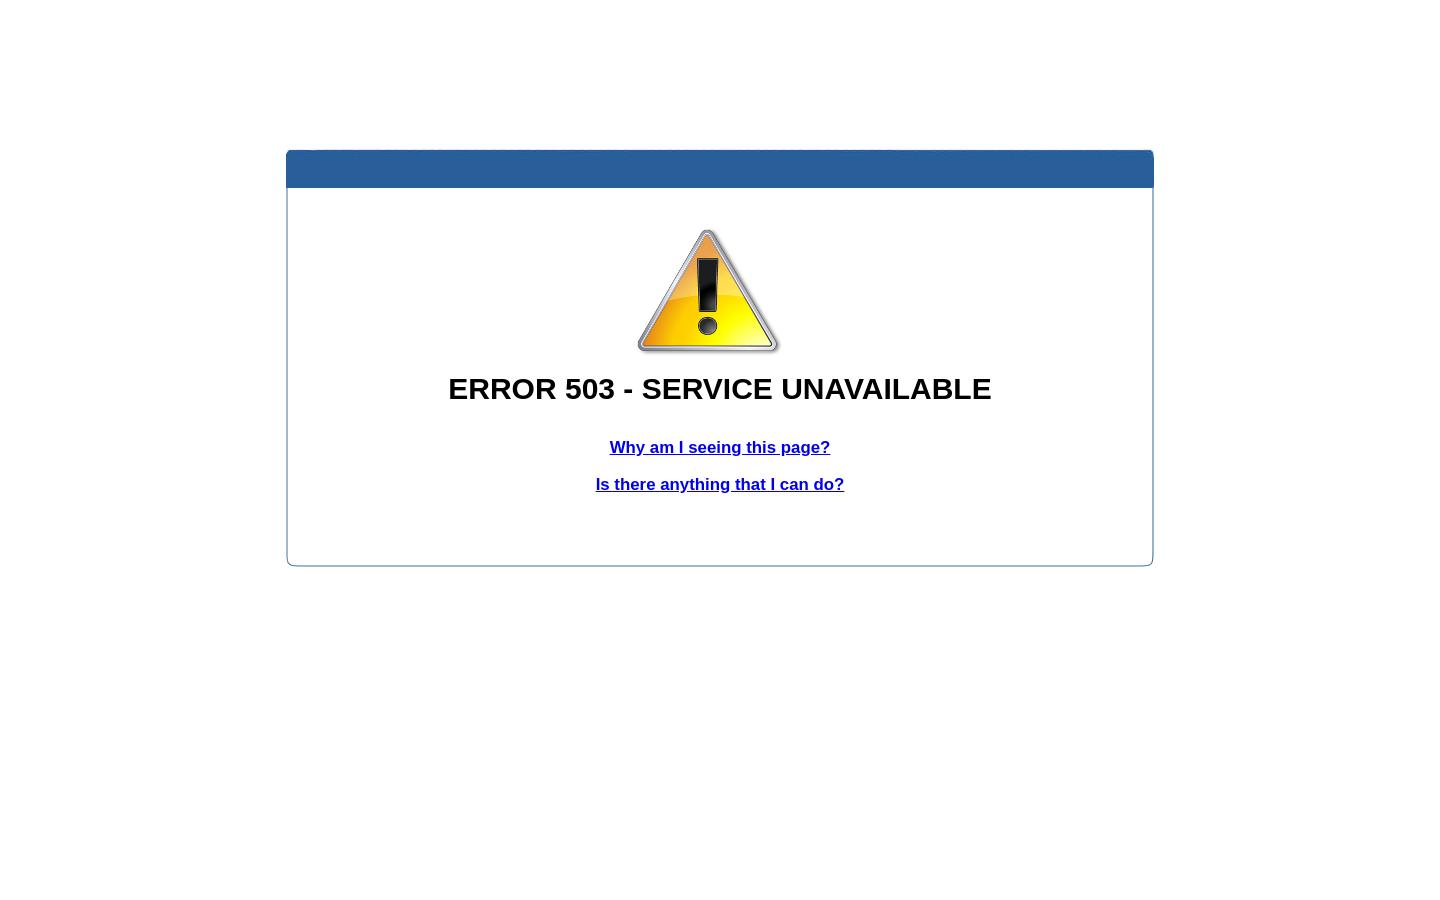 ERROR 503 - SERVICE UNAVAILABLE
Why am I seeing this page?
Is there anything that I can do?